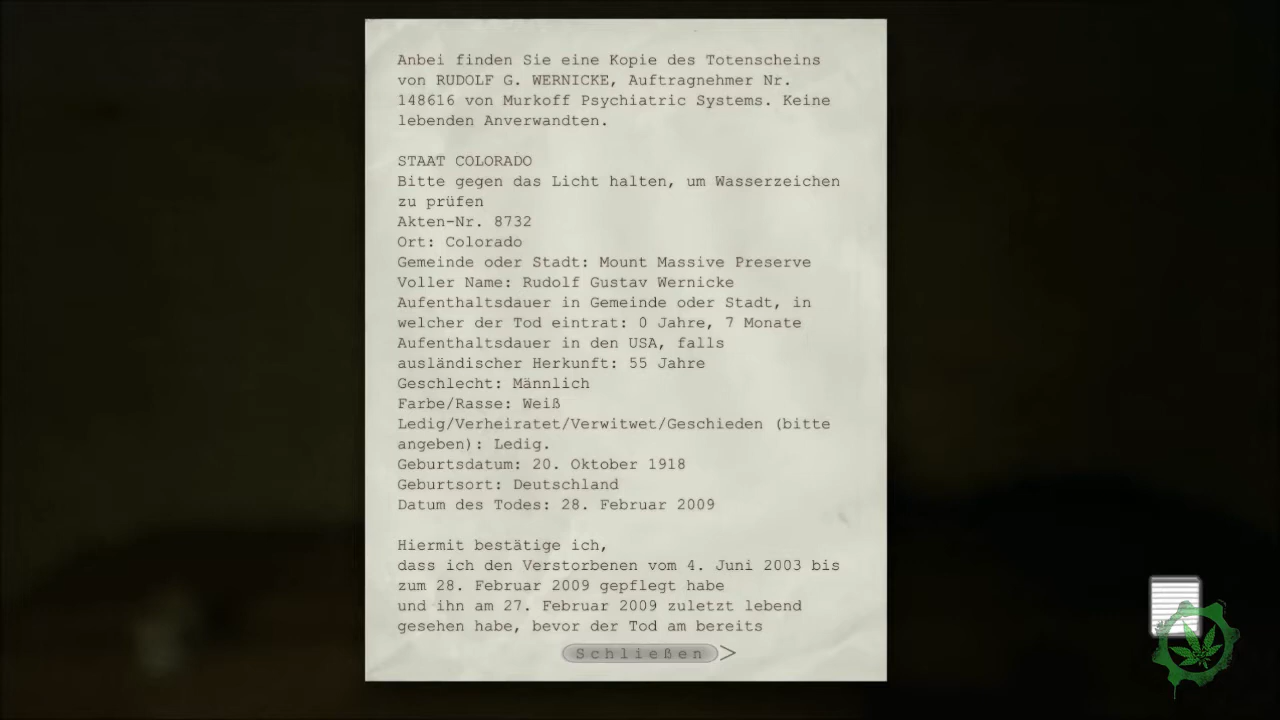 Anbei finden Sie eine Kopie des Totenscheins
von RUDOLF G. WERNICKE, Auftragnehmer Nr.
148616 von Murkoff Psychiatric Systems. Keine
lebenden Anverwandten.
STAAT COLORADO
Bitte gegen das Licht halten, um Wasserzeichen
zu prüfen
Akten-Nr. 8732
Ort: Colorado
Gemeinde oder Stadt: Mount Massive Preserve
Voller Name: Rudolf Gustav Wernicke
Aufenthaltsdauer in Gemeinde oder Stadt, in
welcher der Tod eintrat: 0 Jahre, 7 Monate
Aufenthaltsdauer in den USA, falls
ausländischer Herkunft: 55 Jahre
Geschlecht: Männlich
Farbe/Rasse: Weiß
Ledig/Verheiratet/Verwitwet/Geschieden (bitte
angeben): Ledig.
Geburtsdatum: 20. Oktober 1918
Geburtsort: Deutschland
Datum des Todes: 28. Februar 2009
Hiermit bestätige ich,
dass ich den Verstorbenen vom 4. Juni 2003 bis
zum 28. Februar 2009 gepflegt habe
und ihn am 27. Februar 2009 zuletzt lebend
gesehen habe, bevor der Tod am bereits
Schließen >